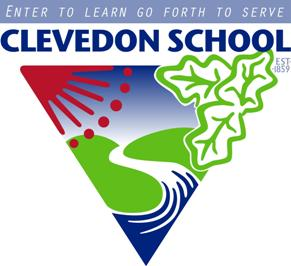 ENTER TO LEARN GO FORTH TO SERVE
CLEVEDON SCHOOL
EST
1859